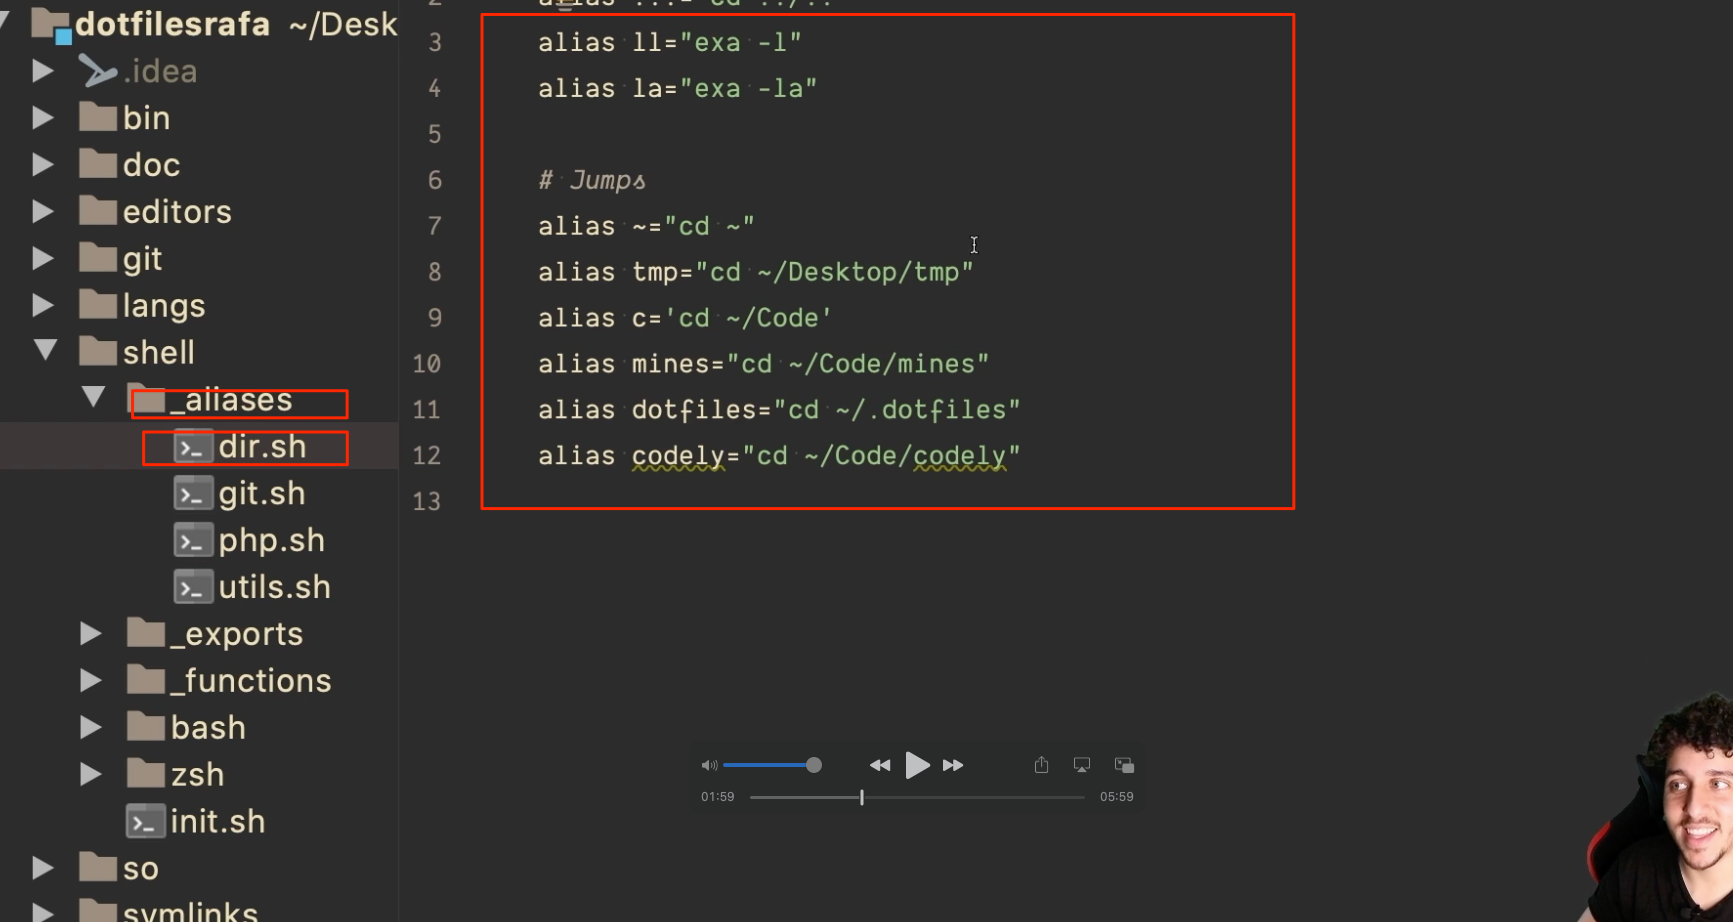 dotfilesrafa ~/Desk
.idea
bin
doc
editors
git
langs
shell
_aliases
dir.sh
git.sh
php.sh
utils.sh
_exports
_functions
bash
zsh
init.sh
so
symlinks
2 alias ...="cd ../.."
3 alias ll="exa -l"
4 alias la="exa -la"
5
6 # Jumps
7 alias ~="cd ~"
8 alias tmp="cd ~/Desktop/tmp"
9 alias c='cd ~/Code'
10 alias mines="cd ~/Code/mines"
11 alias dotfiles="cd ~/.dotfiles"
12 alias codely="cd ~/Code/codely"
13
01:59
05:59